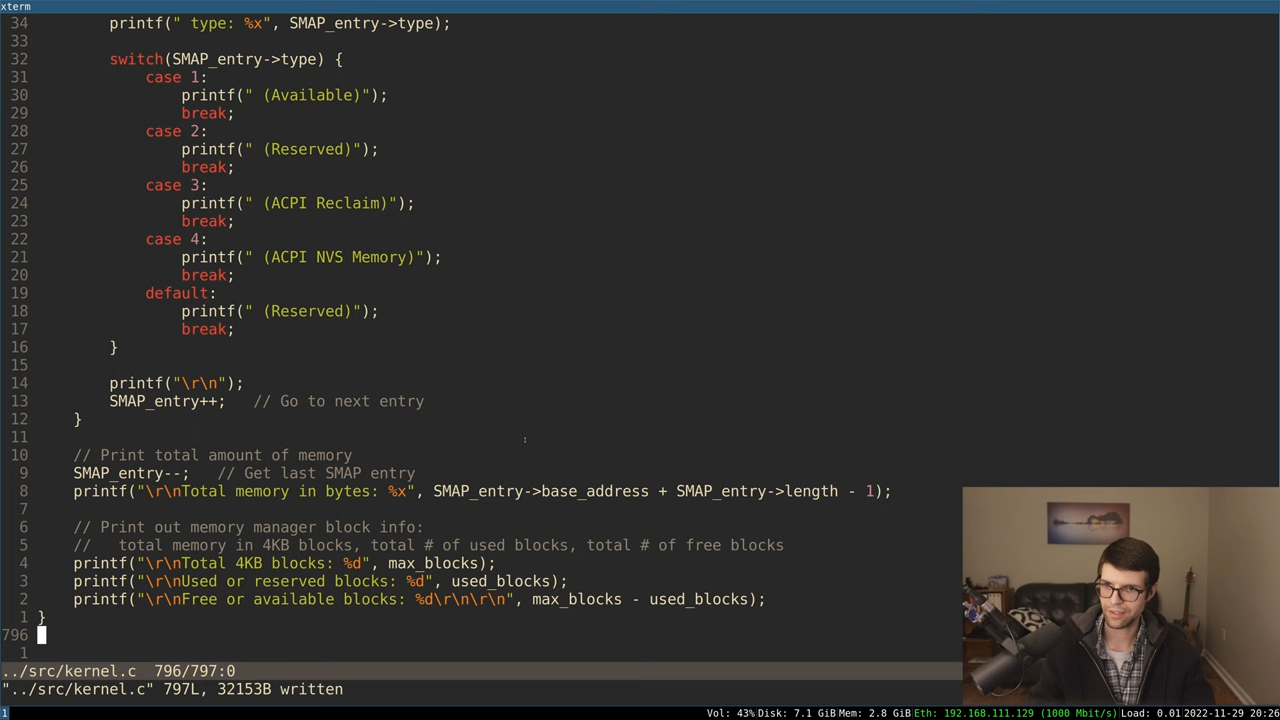 xterm
34         printf(" type: %x", SMAP_entry->type);
33
32         switch(SMAP_entry->type) {
31             case 1:
30                 printf(" (Available)");
29                 break;
28             case 2:
27                 printf(" (Reserved)");
26                 break;
25             case 3:
24                 printf(" (ACPI Reclaim)");
23                 break;
22             case 4:
21                 printf(" (ACPI NVS Memory)");
20                 break;
19             default:
18                 printf(" (Reserved)");
17                 break;
16         }
15
14         printf("\r\n");
13         SMAP_entry++;   // Go to next entry
12     }
11
10     // Print total amount of memory
9     SMAP_entry--;   // Get last SMAP entry
8     printf("\r\nTotal memory in bytes: %x", SMAP_entry->base_address + SMAP_entry->length - 1);
7
6     // Print out memory manager block info:
5     //   total memory in 4KB blocks, total # of used blocks, total # of free blocks
4     printf("\r\nTotal 4KB blocks: %d", max_blocks);
3     printf("\r\nUsed or reserved blocks: %d", used_blocks);
2     printf("\r\nFree or available blocks: %d\r\n\r\n", max_blocks - used_blocks);
1 }
796
1
../src/kernel.c  796/797:0
"../src/kernel.c" 797L, 32153B written
1 Vol: 43% Disk: 7.1 GiB Mem: 2.8 GiB Eth: 192.168.111.129 (1000 Mbit/s) Load: 0.01 2022-11-29 20:26